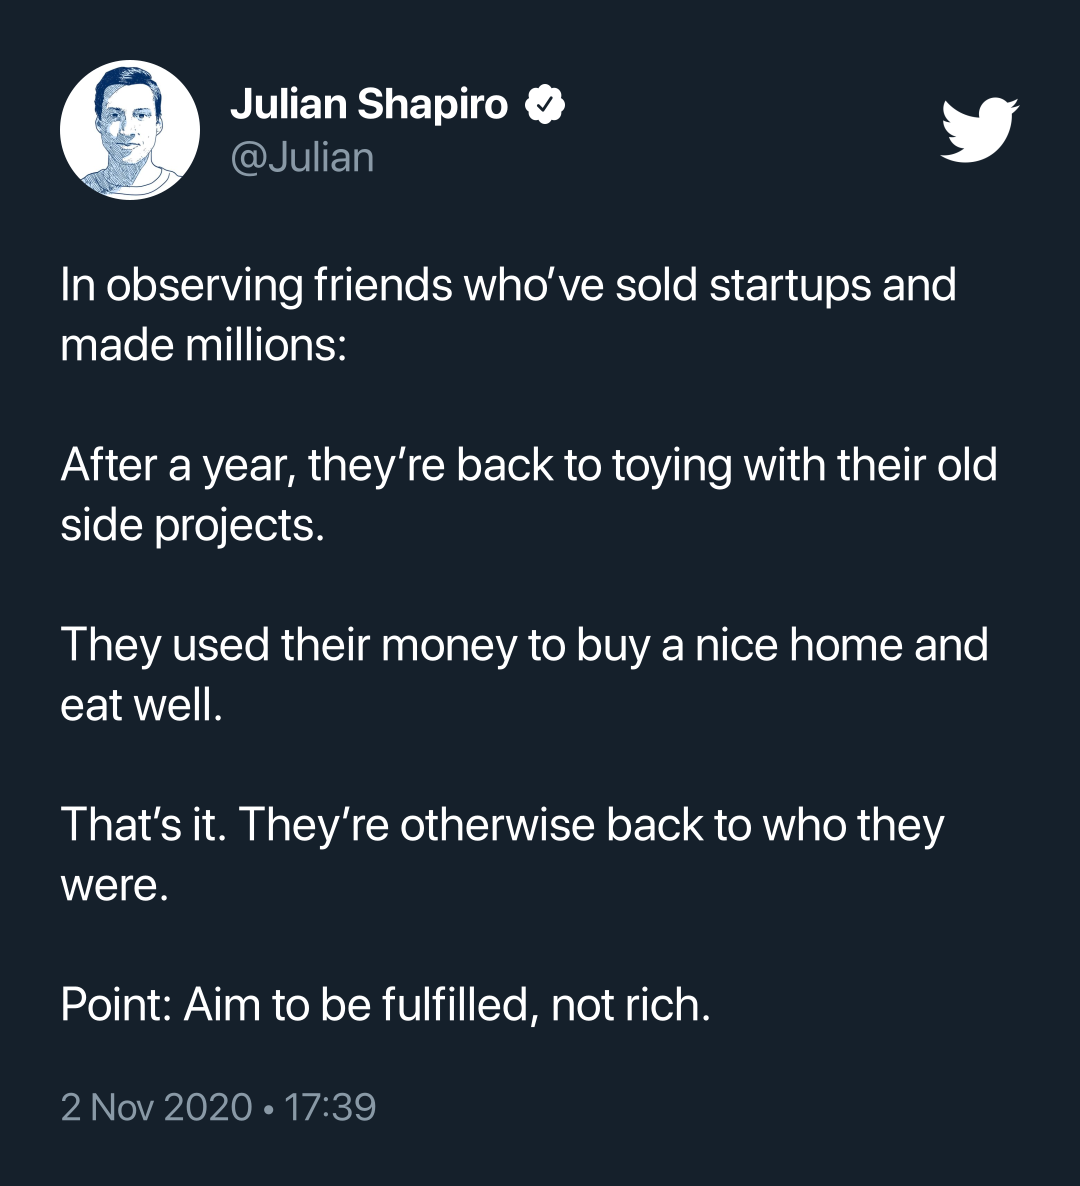 Julian Shapiro
@Julian
In observing friends who’ve sold startups and
made millions:
After a year, they’re back to toying with their old
side projects.
They used their money to buy a nice home and
eat well.
That’s it. They’re otherwise back to who they
were.
Point: Aim to be fulfilled, not rich.
2 Nov 2020 • 17:39